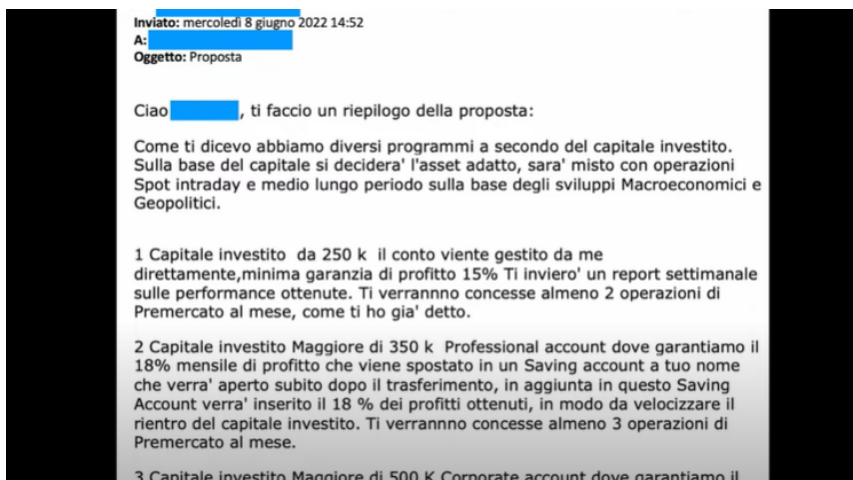 Inviato: mercoledì 8 giugno 2022 14:52
A:
Oggetto: Proposta
Ciao , ti faccio un riepilogo della proposta:
Come ti dicevo abbiamo diversi programmi a secondo del capitale investito.
Sulla base del capitale si decidera' l'asset adatto, sara' misto con operazioni
Spot intraday e medio lungo periodo sulla base degli sviluppi Macroeconomici e
Geopolitici.
1 Capitale investito da 250 k il conto viente gestito da me
direttamente,minima garanzia di profitto 15% Ti inviero' un report settimanale
sulle performance ottenute. Ti verrannno concesse almeno 2 operazioni di
Premercato al mese, come ti ho gia' detto.
2 Capitale investito Maggiore di 350 k Professional account dove garantiamo il
18% mensile di profitto che viene spostato in un Saving account a tuo nome
che verra' aperto subito dopo il trasferimento, in aggiunta in questo Saving
Account verra' inserito il 18 % dei profitti ottenuti, in modo da velocizzare il
rientro del capitale investito. Ti verrannno concesse almeno 3 operazioni di
Premercato al mese.
3 Capitale investito Maggiore di 500 K Corporate account dove garantiamo il